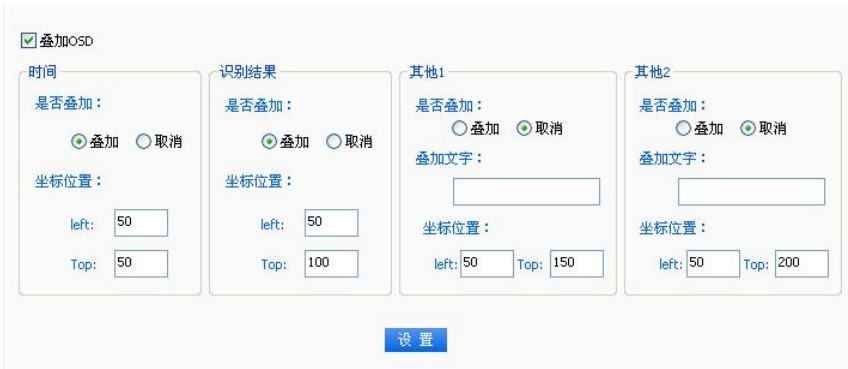 叠加OSD
时间
是否叠加：
叠加 取消
坐标位置：
left: 50
Top: 50
识别结果
是否叠加：
叠加 取消
坐标位置：
left: 50
Top: 100
其他1
是否叠加：
叠加 取消
叠加文字：
坐标位置：
left: 50 Top: 150
其他2
是否叠加：
叠加 取消
叠加文字：
坐标位置：
left: 50 Top: 200
设 置